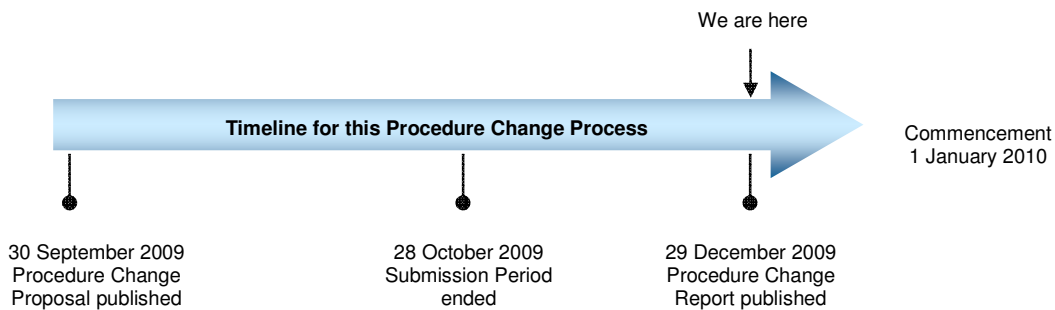 We are here
Timeline for this Procedure Change Process
Commencement
1 January 2010
30 September 2009
Procedure Change
Proposal published
28 October 2009
Submission Period
ended
29 December 2009
Procedure Change
Report published